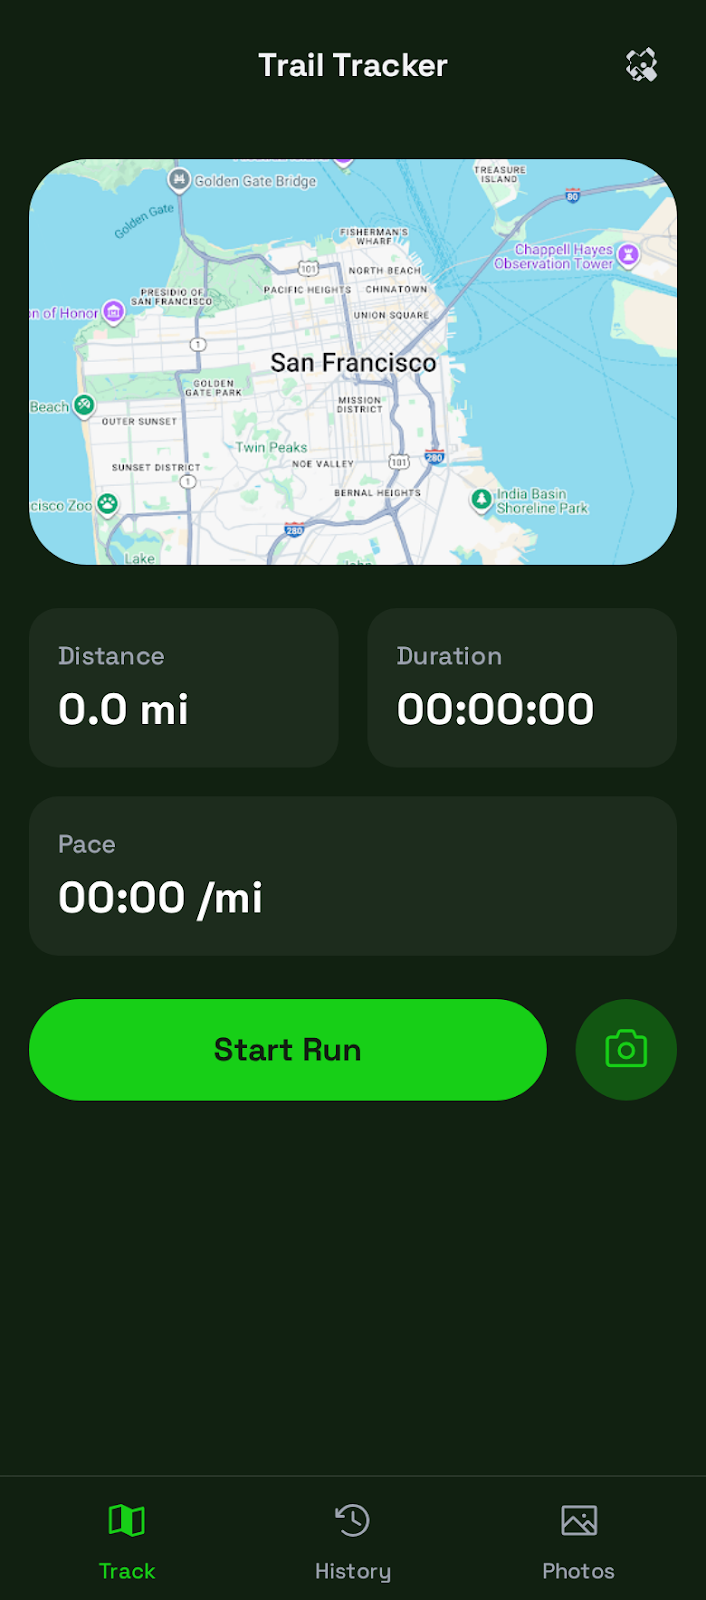 Trail Tracker
Golden Gate Bridge
TREASURE
ISLAND
80
Golden Gate
FISHERMAN'S
WHARF
Chappell Hayes
Observation Tower
101
NORTH BEACH
PACIFIC HEIGHTS
CHINATOWN
PRESIDIO OF
SAN FRANCISCO
on of Honor
UNION SQUARE
1
San Francisco
GOLDEN
GATE PARK
MISSION
DISTRICT
Beach
OUTER SUNSET
Twin Peaks
280
SUNSET DISTRICT
NOE VALLEY
101
1
BERNAL HEIGHTS
India Basin
Shoreline Park
cisco Zoo
280
Lake
Distance
0.0 mi
Duration
00:00:00
Pace
00:00 /mi
Start Run
Track
History
Photos